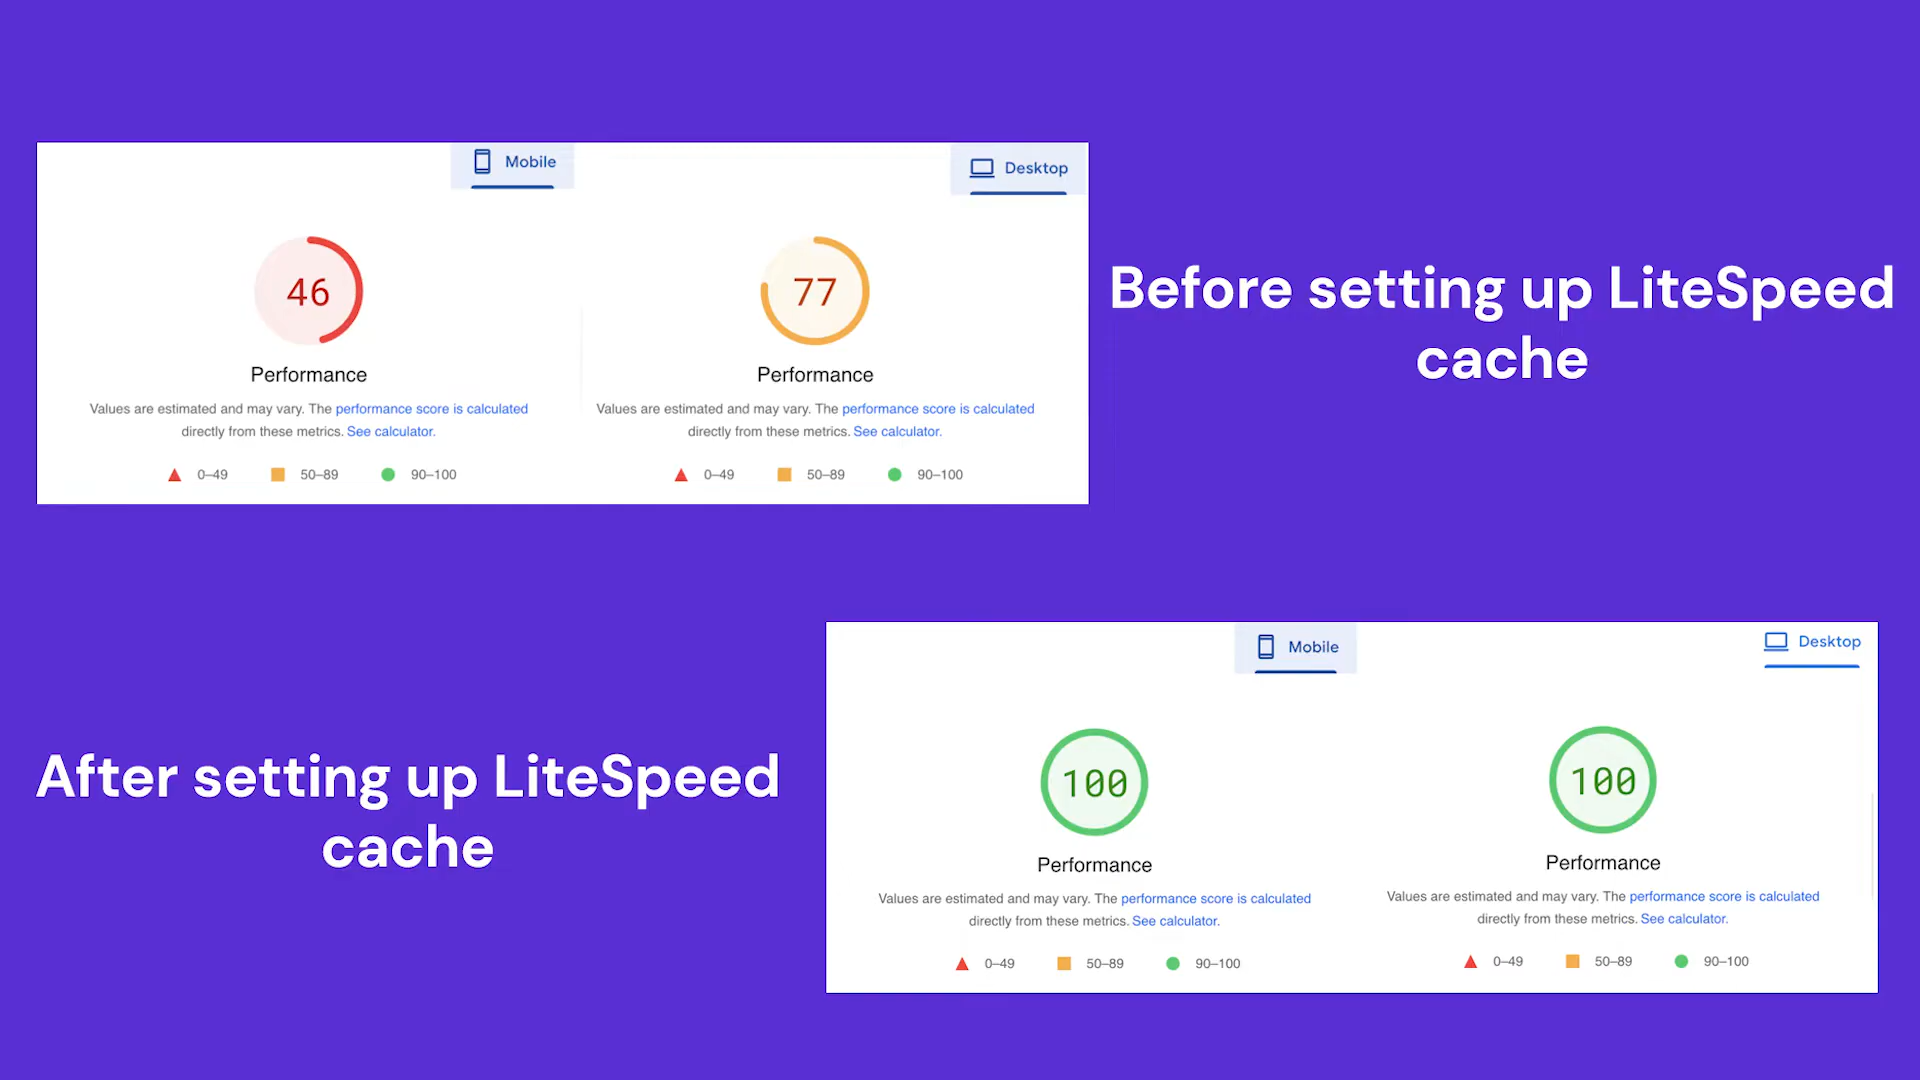 Mobile
Desktop
46
77
Performance
Performance
Values are estimated and may vary. The performance score is calculated
directly from these metrics. See calculator.
Values are estimated and may vary. The performance score is calculated
directly from these metrics. See calculator.
0–49 50–89 90–100
0–49 50–89 90–100
Before setting up LiteSpeed
cache
After setting up LiteSpeed
cache
Mobile
Desktop
100
100
Performance
Performance
Values are estimated and may vary. The performance score is calculated
directly from these metrics. See calculator.
Values are estimated and may vary. The performance score is calculated
directly from these metrics. See calculator.
0–49 50–89 90–100
0–49 50–89 90–100